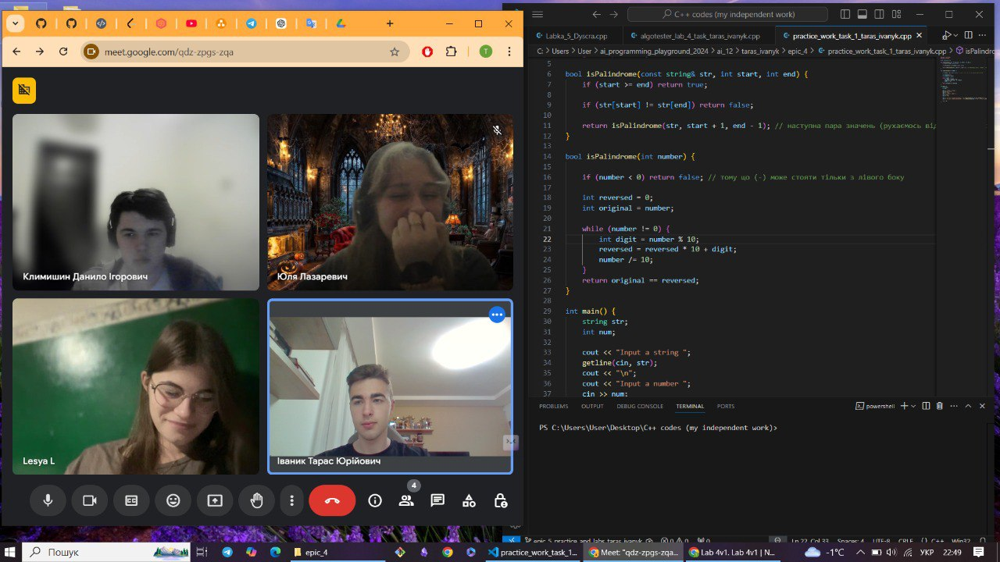 meet.google.com/qdz-zpgs-zqa
T
Климишин Данило Ігорович
Юля Лазаревич
Lesya L
Іваник Тарас Юрійович
4
C++ codes (my independent work)
Labka_5_Dyscra.cpp
algotester_lab_4_task_taras_ivanyk.cpp
practice_work_task_1_taras_ivanyk.cpp
C: > Users > User > ai_programming_playground_2024 > ai_12 > taras_ivanyk > epic_4 > practice_work_task_1_taras_ivanyk.cpp > isPalindrome
5
6 bool isPalindrome(const string& str, int start, int end) {
7 if (start >= end) return true;
8
9 if (str[start] != str[end]) return false;
10
11 return isPalindrome(str, start + 1, end - 1); // наступна пара значень (рухаємось від
12 }
13
14 bool isPalindrome(int number) {
15
16 if (number < 0) return false; // тому що (-) може стояти тільки з лівого боку
17
18 int reversed = 0;
19 int original = number;
20
21 while (number != 0) {
22 int digit = number % 10;
23 reversed = reversed * 10 + digit;
24 number /= 10;
25 }
26 return original == reversed;
27 }
28
29 int main() {
30 string str;
31 int num;
32
33 cout << "Input a string ";
34 getline(cin, str);
35 cout << "\n";
36 cout << "Input a number ";
37 cin >> num;
PROBLEMS OUTPUT DEBUG CONSOLE TERMINAL PORTS
powershell
PS C:\Users\User\Desktop\C++ codes (my independent work)>
epic_5_practice_and_labs_taras_ivanyk 0 0 0 Ln 22, Col 33 Spaces: 4 UTF-8 CRLF C++ Win32
Пошук
epic_4
practice_work_task_1...
Meet: "qdz-zpgs-zqa...
Lab 4v1. Lab 4v1 | N...
-1°C
УКР
22:49